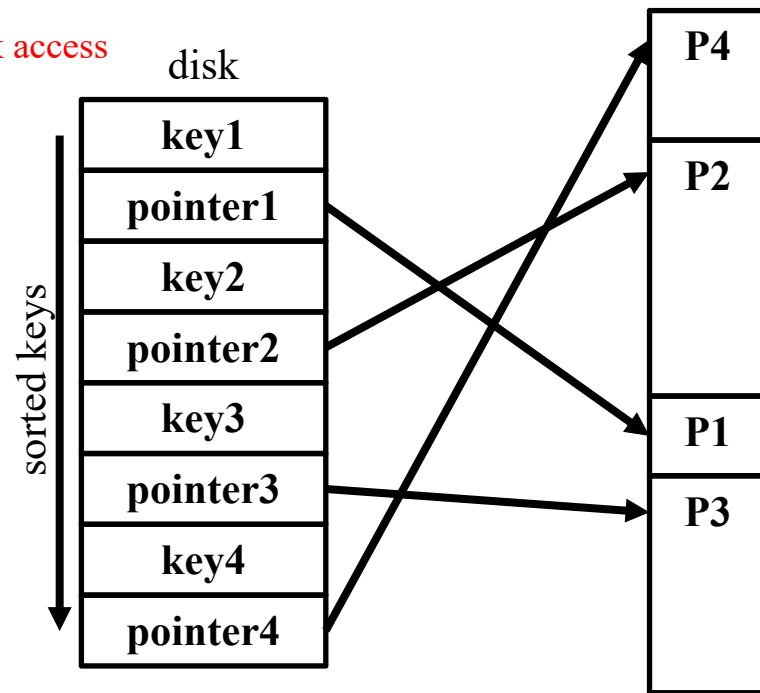 access
disk
sorted keys
key1
pointer1
key2
pointer2
key3
pointer3
key4
pointer4
P4
P2
P1
P3